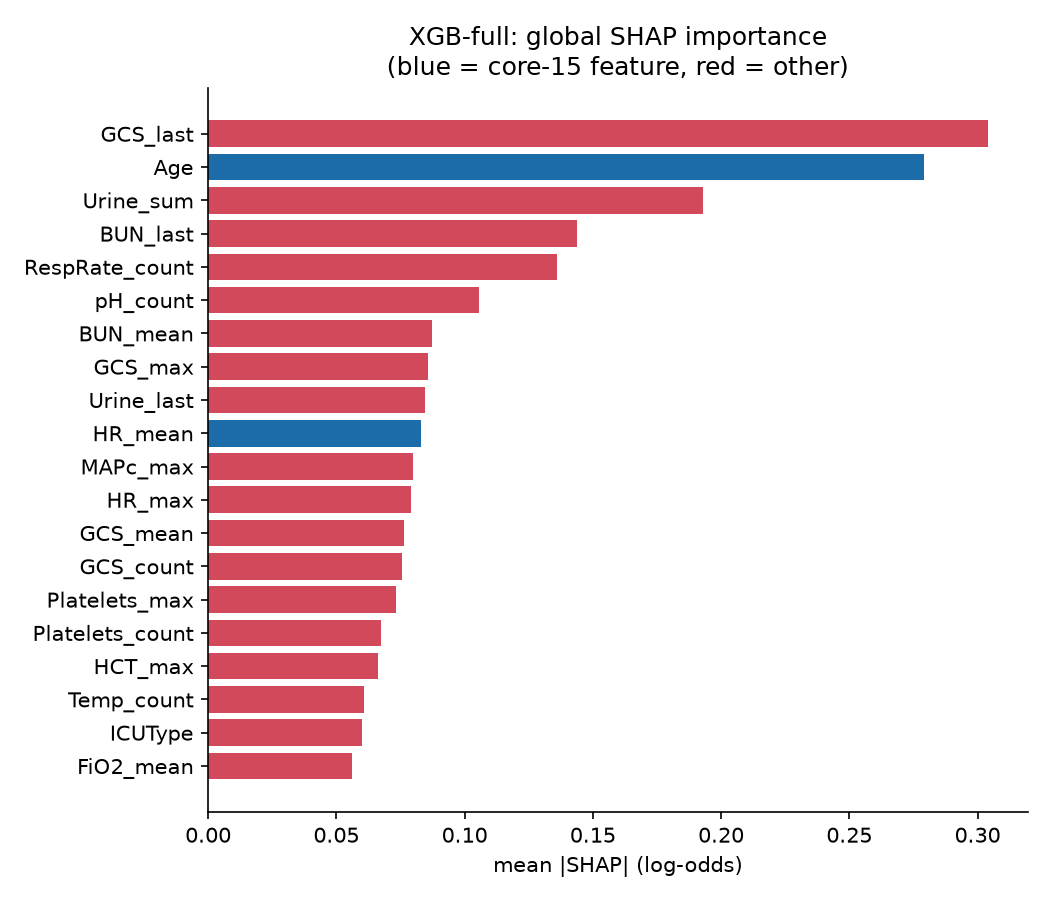 XGB-full: global SHAP importance
(blue = core-15 feature, red = other)
GCS_last
Age
Urine_sum
BUN_last
RespRate_count
pH_count
BUN_mean
GCS_max
Urine_last
HR_mean
MAPc_max
HR_max
GCS_mean
GCS_count
Platelets_max
Platelets_count
HCT_max
Temp_count
ICUType
FiO2_mean
0.00 0.05 0.10 0.15 0.20 0.25 0.30
mean |SHAP| (log-odds)